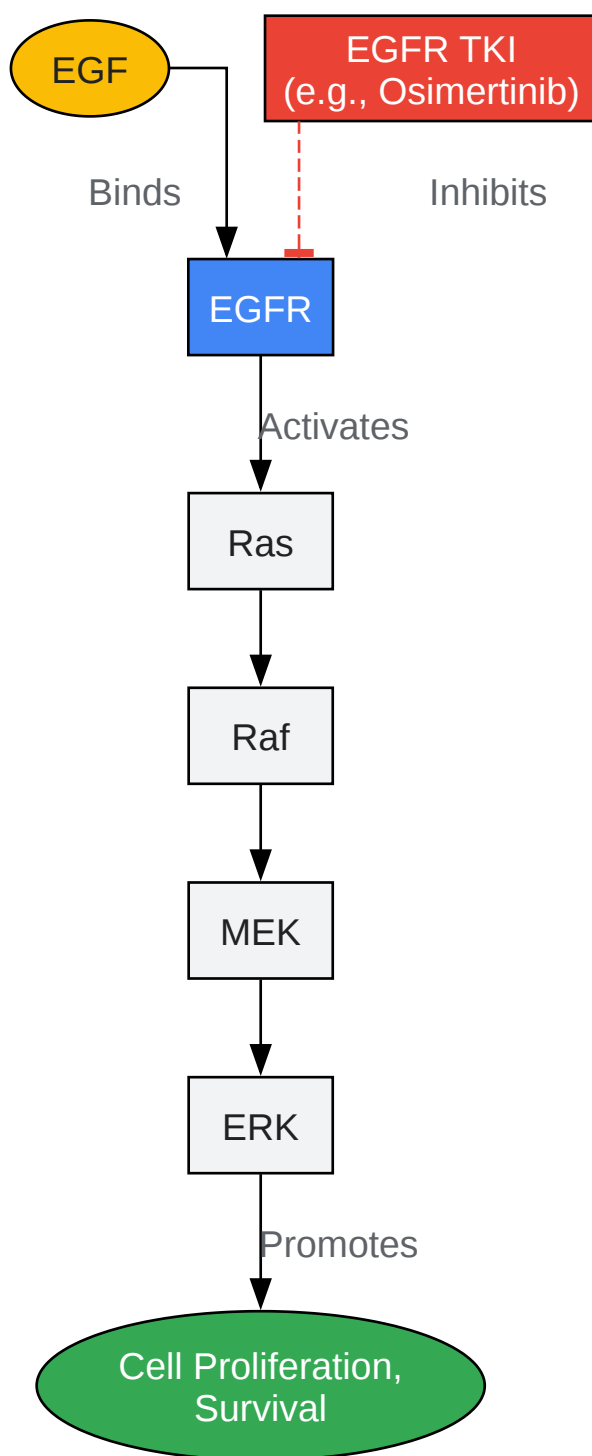 EGF
EGFR TKI
(e.g., Osimertinib)
Binds
Inhibits
EGFR
Activates
Ras
Raf
MEK
ERK
Promotes
Cell Proliferation,
Survival